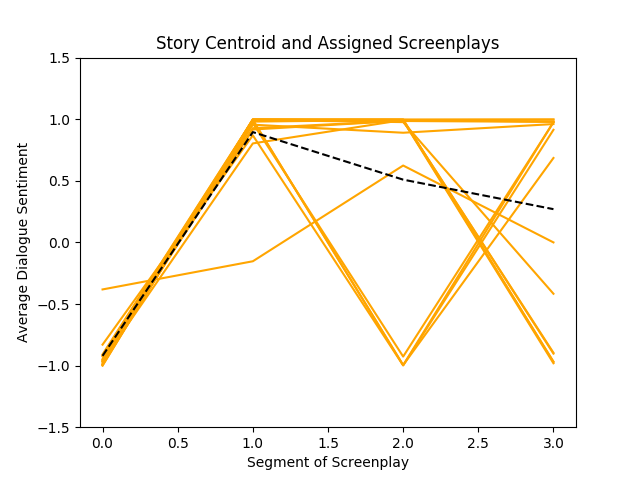 Story Centroid and Assigned Screenplays
1.5
1.0
0.5
0.0
−0.5
−1.0
−1.5
Average Dialogue Sentiment
0.0 0.5 1.0 1.5 2.0 2.5 3.0
Segment of Screenplay